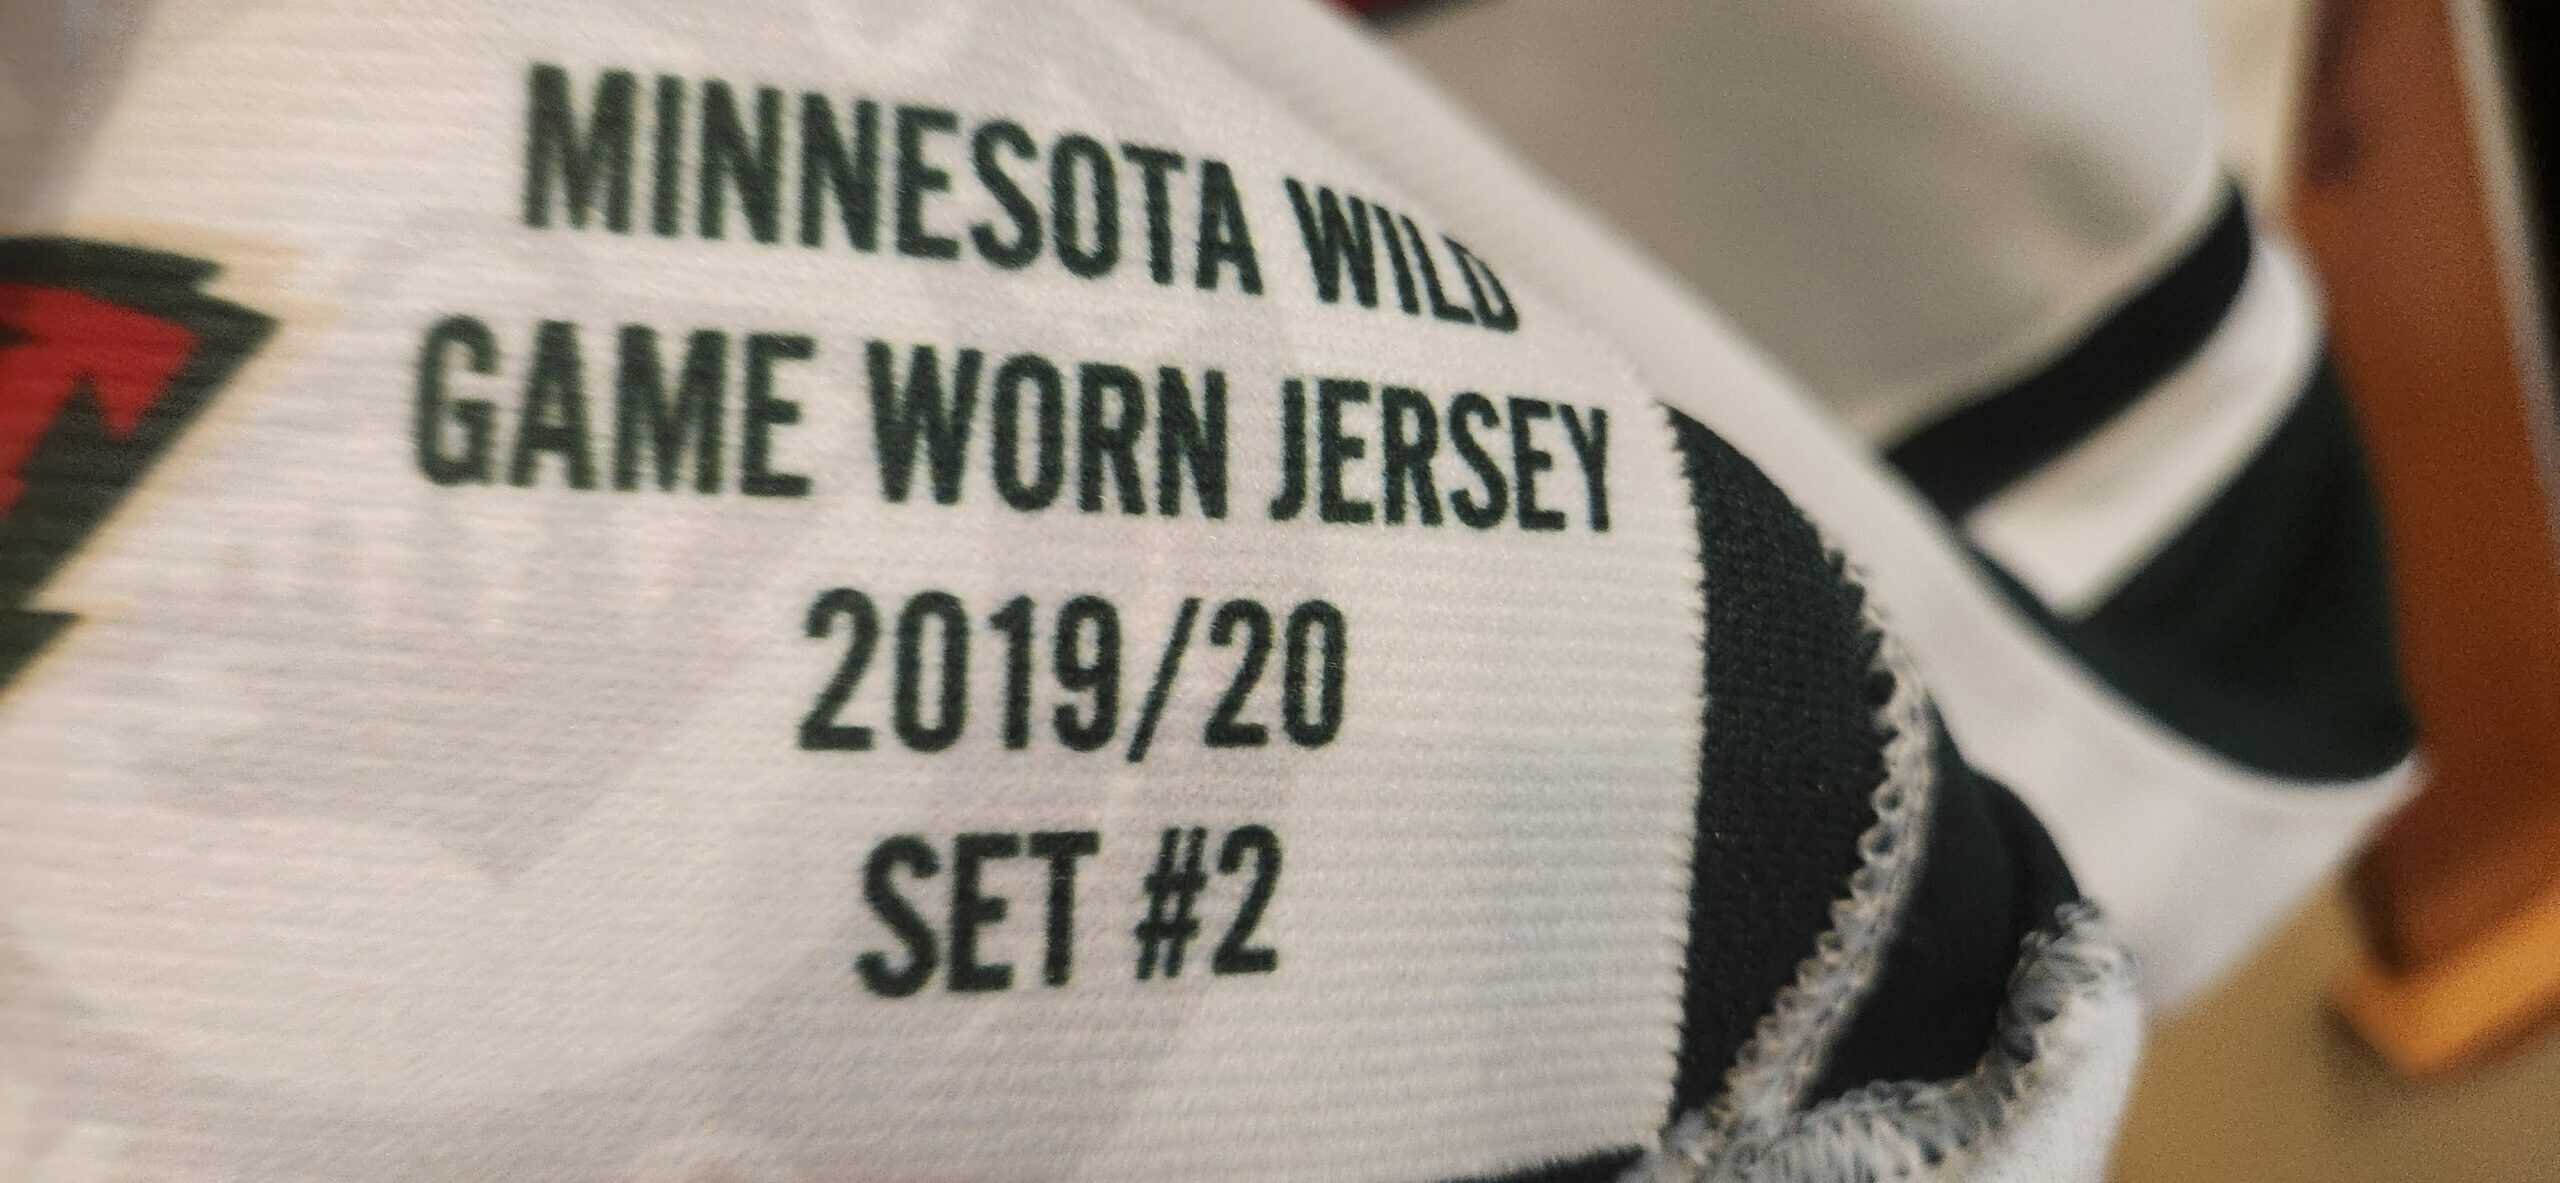 MINNESOTA WILD
GAME WORN JERSEY
2019/20
SET #2